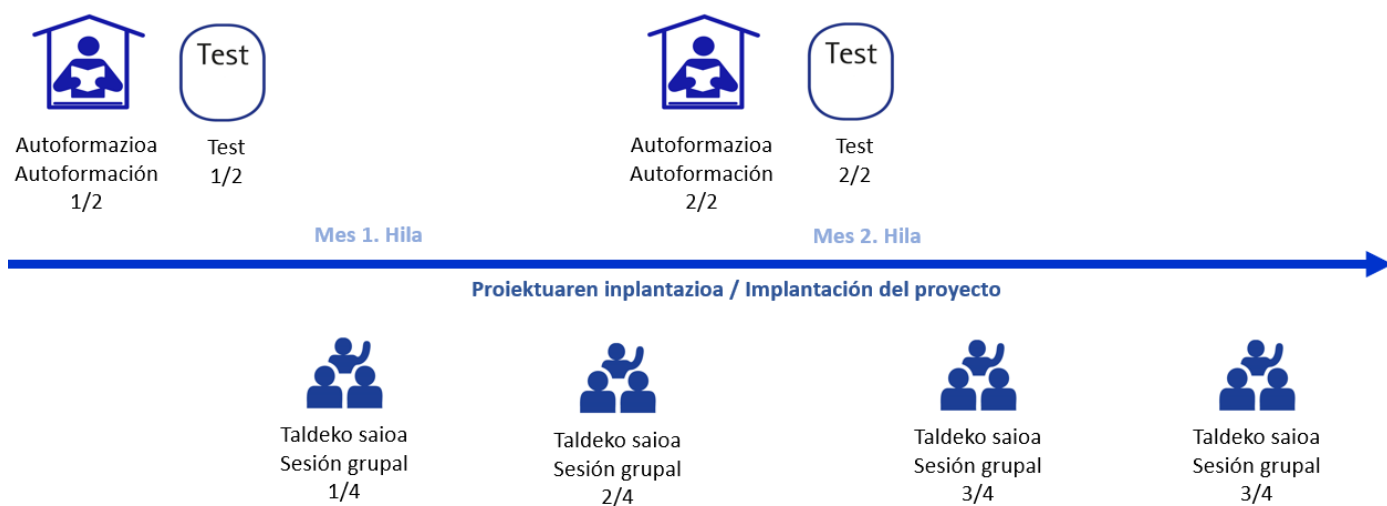 Test
Autoformazioa
Autoformación
1/2
Test
1/2
Test
Autoformazioa
Autoformación
2/2
Test
2/2
Mes 1. Hila
Mes 2. Hila
Proiektuaren inplantazioa / Implantación del proyecto
Taldeko saioa
Sesión grupal
1/4
Taldeko saioa
Sesión grupal
2/4
Taldeko saioa
Sesión grupal
3/4
Taldeko saioa
Sesión grupal
3/4